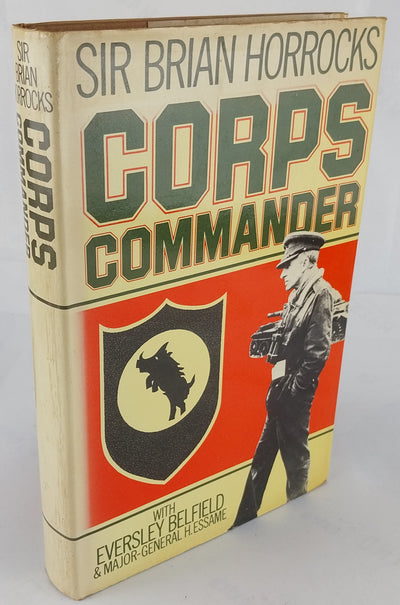 SIR BRIAN HORROCKS
CORPS
COMMANDER
WITH
EVERSLEY BELFIELD
& MAJOR-GENERAL H. ESSAME
SIR
BRIAN
HORROCKS
CORPS
COMMANDER